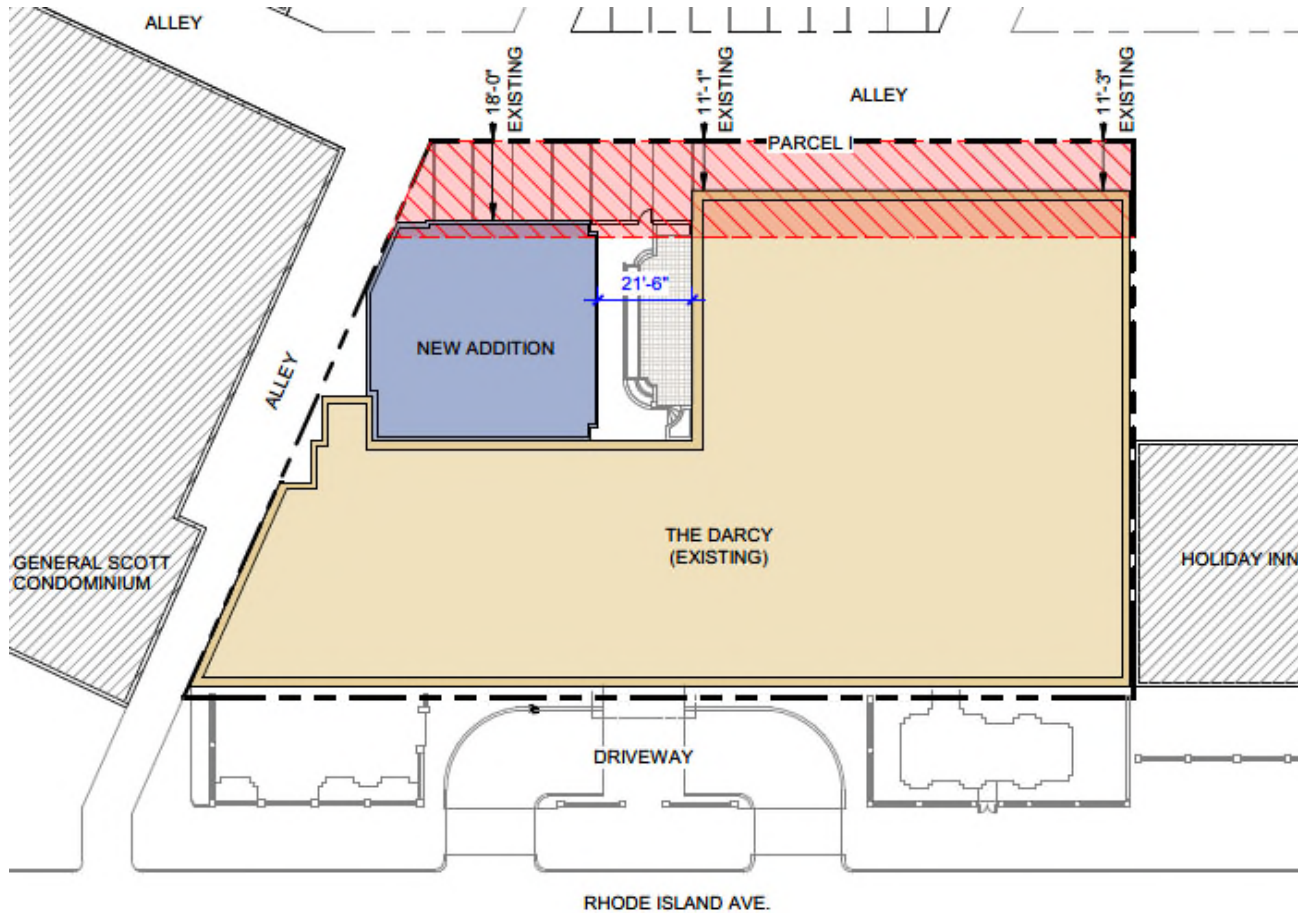 ALLEY
18'-0"
EXISTING
11'-1"
EXISTING
ALLEY
11'-3"
EXISTING
PARCEL I
21'-6"
NEW ADDITION
ALLEY
THE DARCY
(EXISTING)
GENERAL SCOTT
CONDOMINIUM
HOLIDAY INN
DRIVEWAY
RHODE ISLAND AVE.